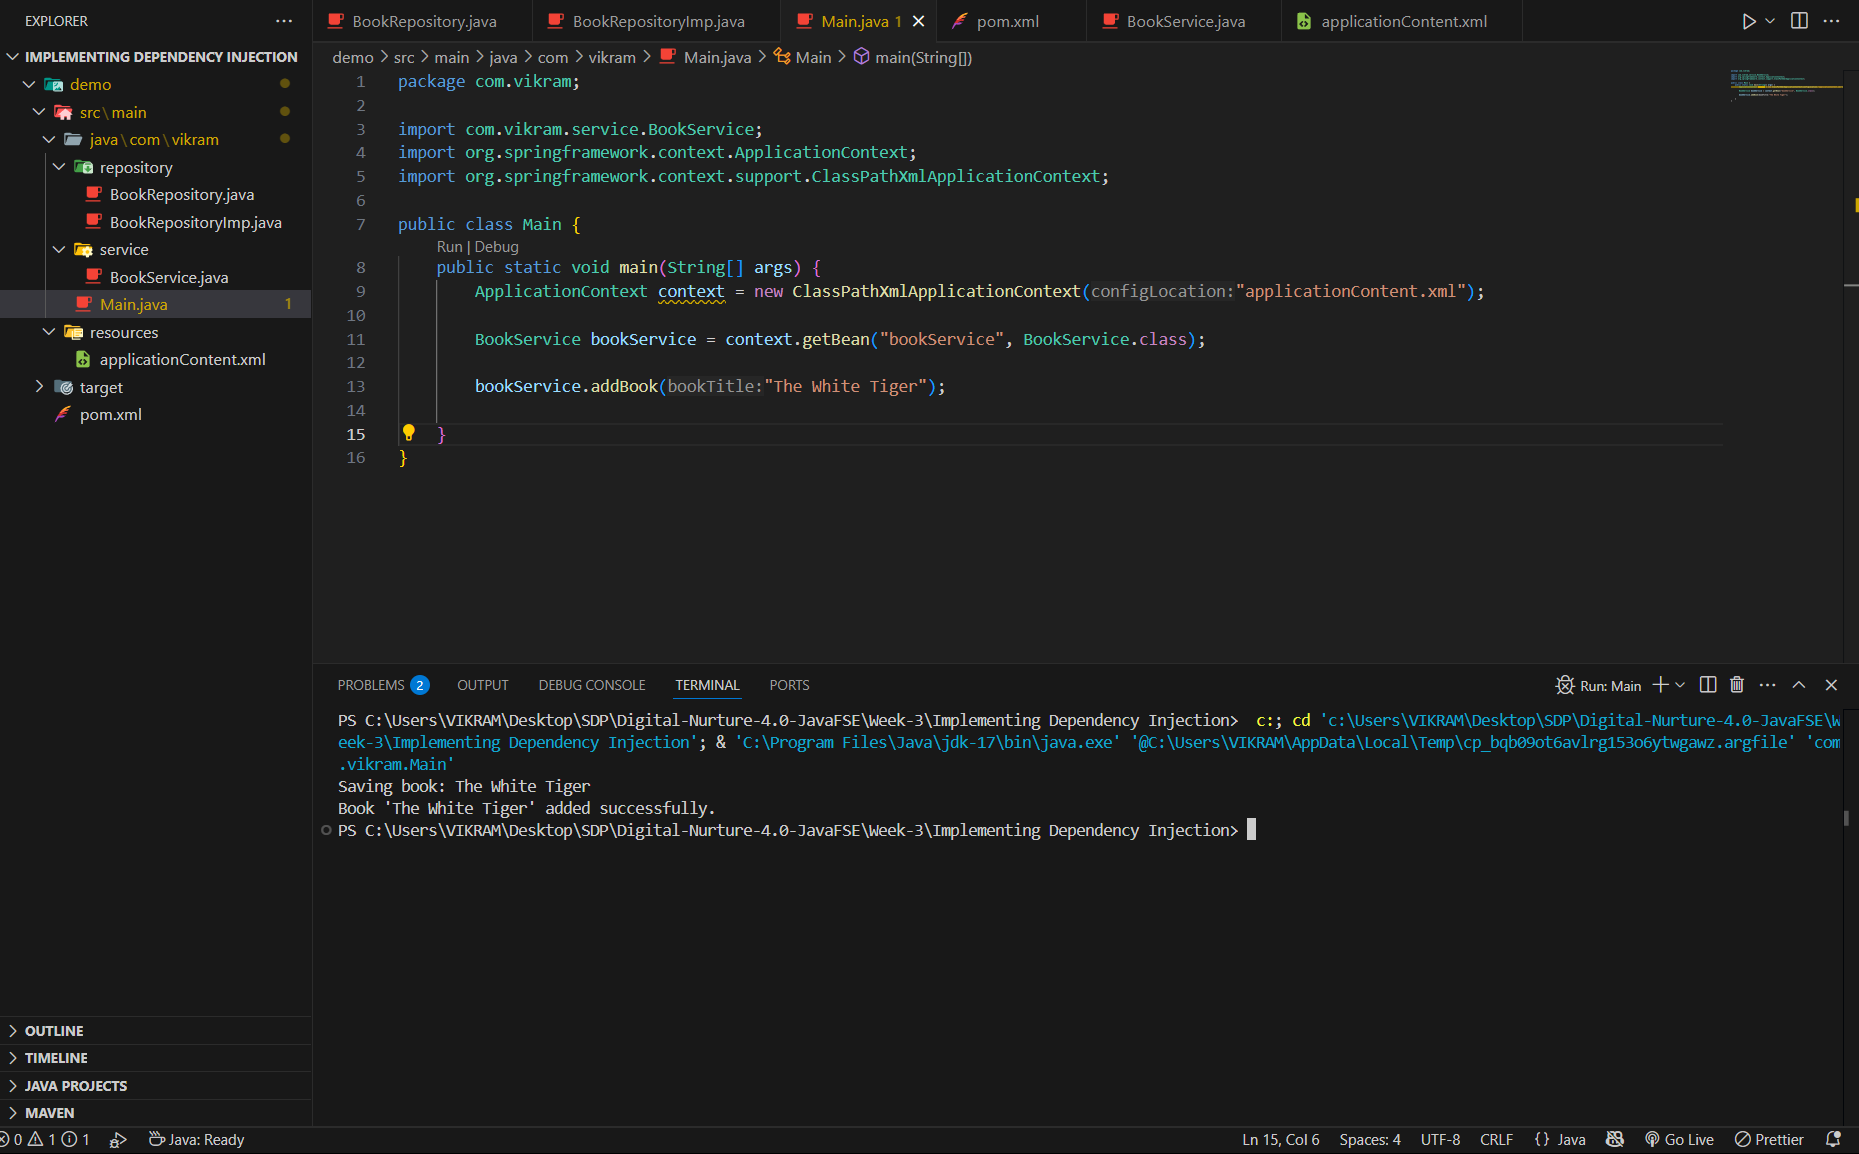 EXPLORER
IMPLEMENTING DEPENDENCY INJECTION
demo
src\main
java\com\vikram
repository
BookRepository.java
BookRepositoryImp.java
service
BookService.java
Main.java 1
resources
applicationContent.xml
target
pom.xml
OUTLINE
TIMELINE
JAVA PROJECTS
MAVEN
BookRepository.java BookRepositoryImp.java Main.java 1 pom.xml BookService.java applicationContent.xml
demo > src > main > java > com > vikram > Main.java > Main > main(String[])
1 package com.vikram;
2
3 import com.vikram.service.BookService;
4 import org.springframework.context.ApplicationContext;
5 import org.springframework.context.support.ClassPathXmlApplicationContext;
6
7 public class Main {
Run | Debug
8 public static void main(String[] args) {
9 ApplicationContext context = new ClassPathXmlApplicationContext(configLocation:"applicationContent.xml");
10
11 BookService bookService = context.getBean("bookService", BookService.class);
12
13 bookService.addBook(bookTitle:"The White Tiger");
14
15 }
16 }
PROBLEMS 2 OUTPUT DEBUG CONSOLE TERMINAL PORTS
Run: Main
PS C:\Users\VIKRAM\Desktop\SDP\Digital-Nurture-4.0-JavaFSE\Week-3\Implementing Dependency Injection>  c:; cd 'c:\Users\VIKRAM\Desktop\SDP\Digital-Nurture-4.0-JavaFSE\W
eek-3\Implementing Dependency Injection'; & 'C:\Program Files\Java\jdk-17\bin\java.exe' '@C:\Users\VIKRAM\AppData\Local\Temp\cp_bqb09ot6avlrg153o6ytwgawz.argfile' 'com
.vikram.Main'
Saving book: The White Tiger
Book 'The White Tiger' added successfully.
PS C:\Users\VIKRAM\Desktop\SDP\Digital-Nurture-4.0-JavaFSE\Week-3\Implementing Dependency Injection>
0 1 1 Java: Ready
Ln 15, Col 6 Spaces: 4 UTF-8 CRLF {} Java Go Live Prettier